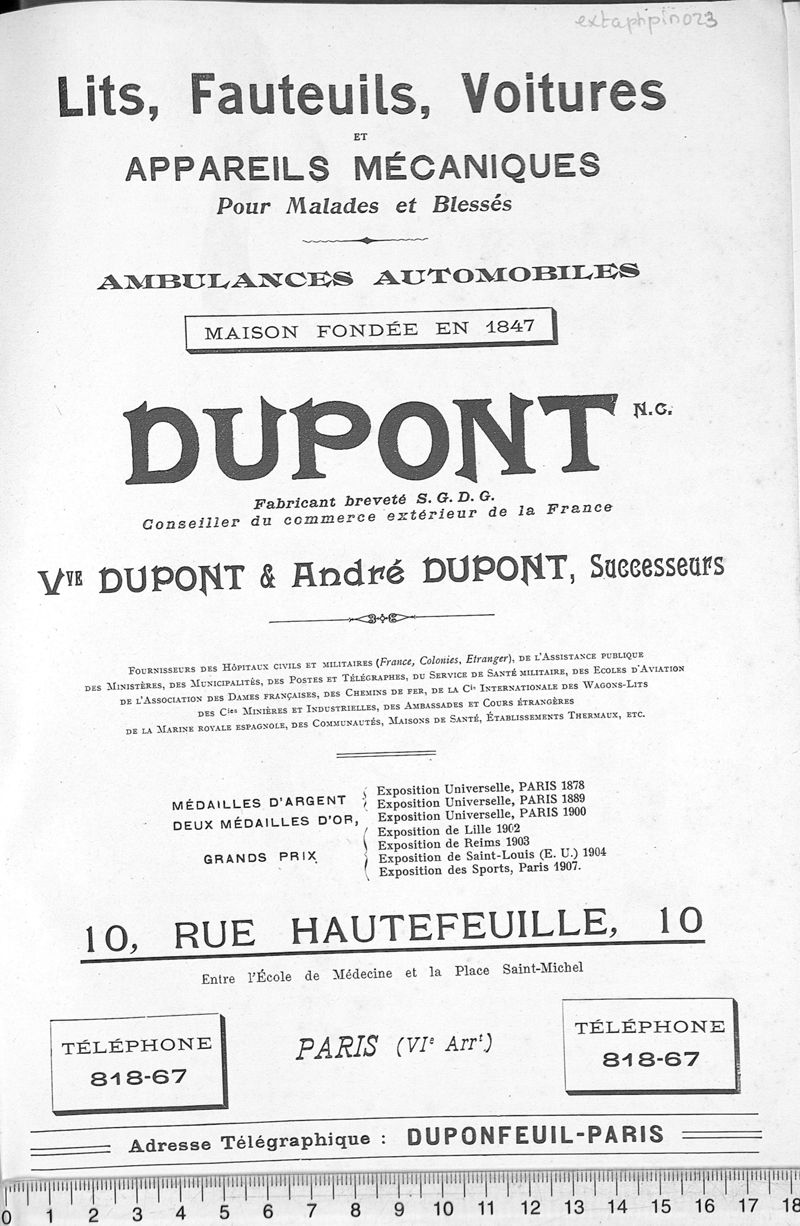 extaphpin023
Lits, Fauteuils, Voitures
ET
APPAREILS MÉCANIQUES
Pour Malades et Blessés
AMBULANCES AUTOMOBILES
MAISON FONDÉE EN 1847
DUPONT N.C.
Fabricant breveté S. G. D. G.
Conseiller du commerce extérieur de la France
Vve DUPONT & André DUPONT, Successeurs
Fournisseurs des Hôpitaux civils et militaires (France, Colonies, Etranger), de l'Assistance publique
des Ministères, des Municipalités, des Postes et Télégraphes, du Service de Santé militaire, des Ecoles d'Aviation
de l'Association des Dames françaises, des Chemins de fer, de la Cie Internationale des Wagons-Lits
des Cies Minières et Industrielles, des Ambassades et Cours étrangères
de la Marine royale espagnole, des Communautés, Maisons de Santé, Établissements Thermaux, etc.
MÉDAILLES D'ARGENT
Exposition Universelle, PARIS 1878
Exposition Universelle, PARIS 1889
DEUX MÉDAILLES D'OR, Exposition Universelle, PARIS 1900
GRANDS PRIX
Exposition de Lille 1902
Exposition de Reims 1903
Exposition de Saint-Louis (E. U.) 1904
Exposition des Sports, Paris 1907.
10, RUE HAUTEFEUILLE, 10
Entre l'École de Médecine et la Place Saint-Michel
TÉLÉPHONE
818-67
PARIS (VIe Arrt.)
TÉLÉPHONE
818-67
Adresse Télégraphique : DUPONFEUIL-PARIS
0 1 2 3 4 5 6 7 8 9 10 11 12 13 14 15 16 17 18